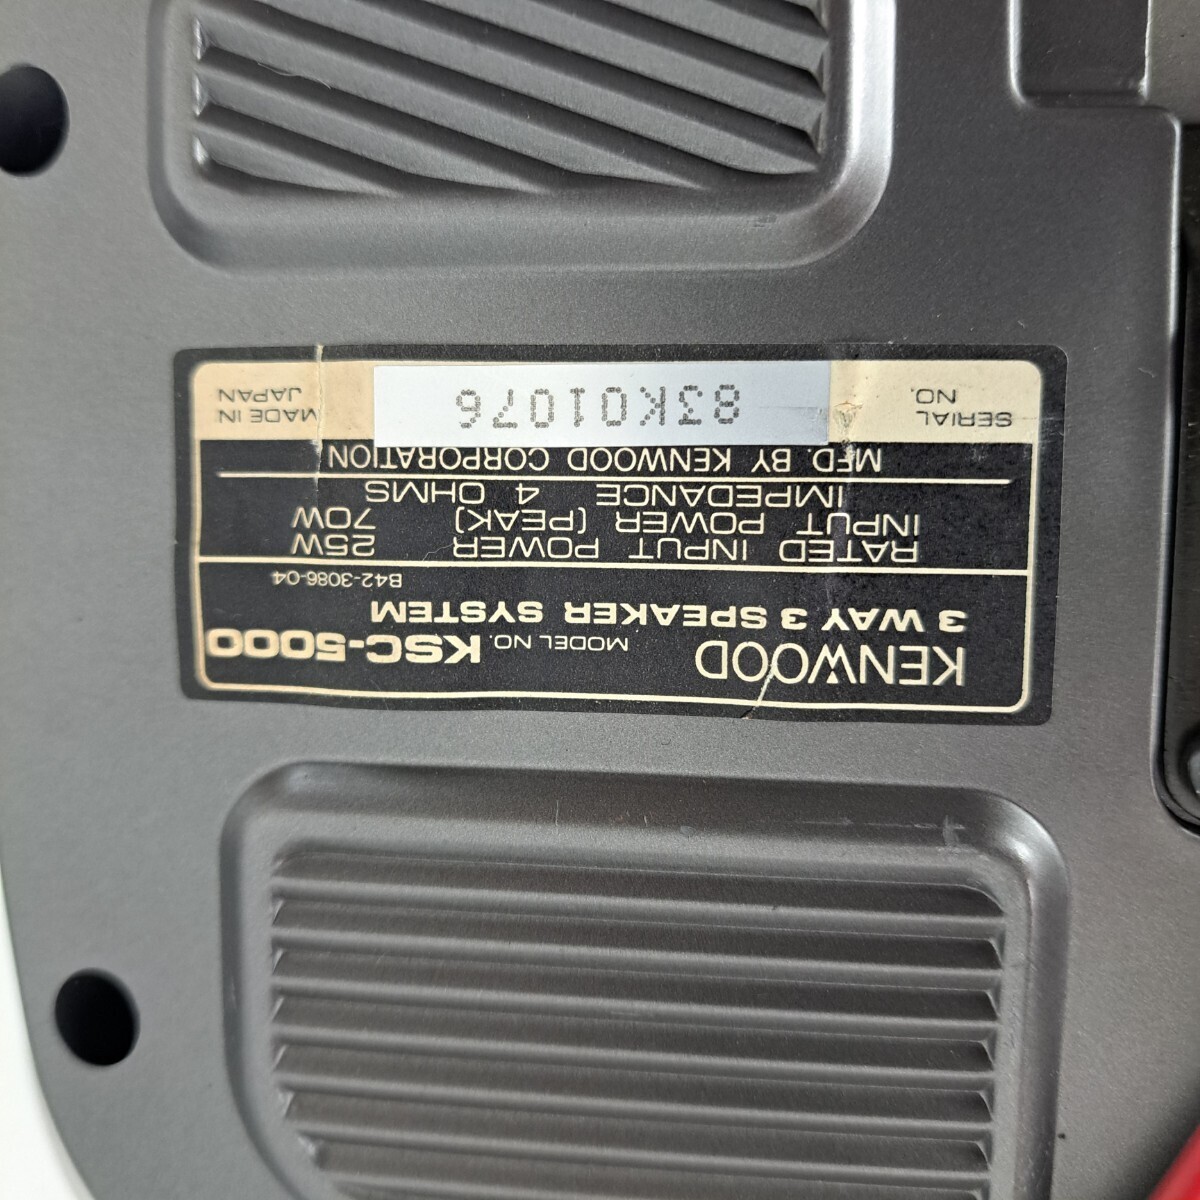 KENWOOD MODEL NO. KSC-5000
3 WAY 3 SPEAKER SYSTEM
B42-3086-04
RATED INPUT POWER 25W
INPUT POWER (PEAK) 70W
IMPEDANCE 4 OHMS
MFD. BY KENWOOD CORPORATION
SERIAL NO. 83K01076 MADE IN JAPAN